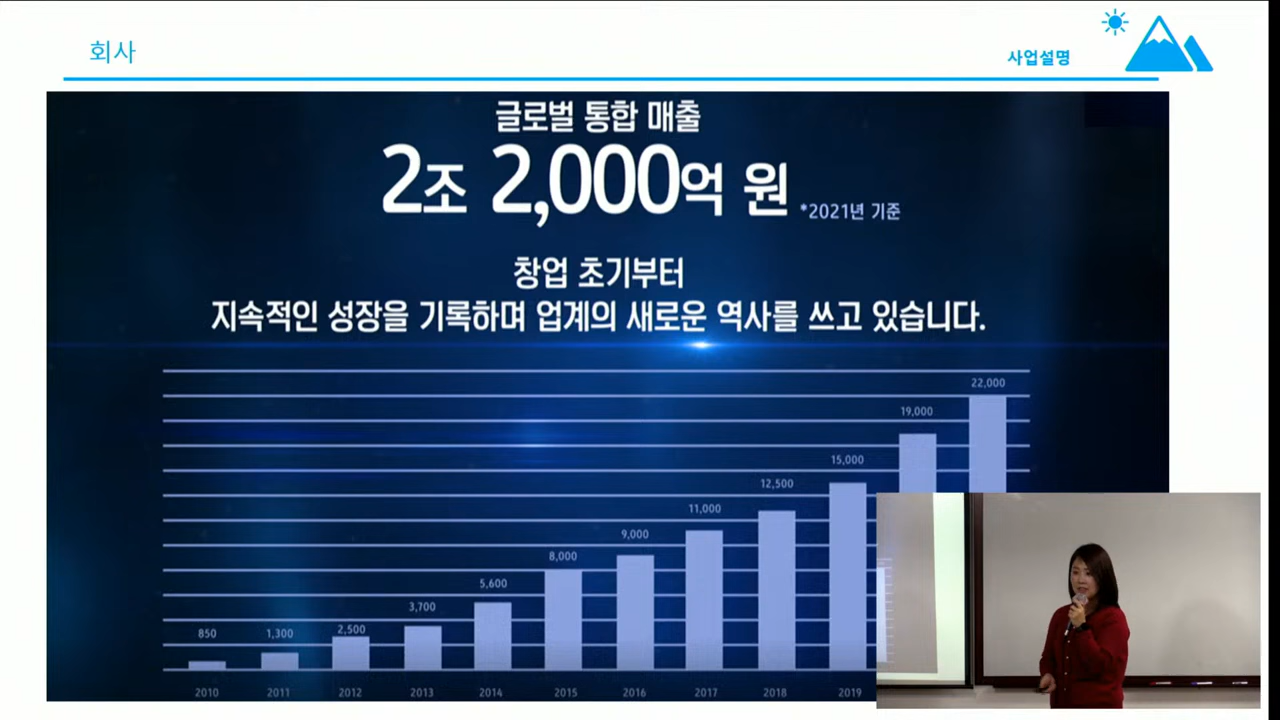 회사
사업설명
글로벌 통합 매출
2조 2,000억 원 *2021년 기준
창업 초기부터
지속적인 성장을 기록하며 업계의 새로운 역사를 쓰고 있습니다.
22,000
19,000
15,000
12,500
11,000
9,000
8,000
5,600
3,700
2,500
1,300
850
2010 2011 2012 2013 2014 2015 2016 2017 2018 2019